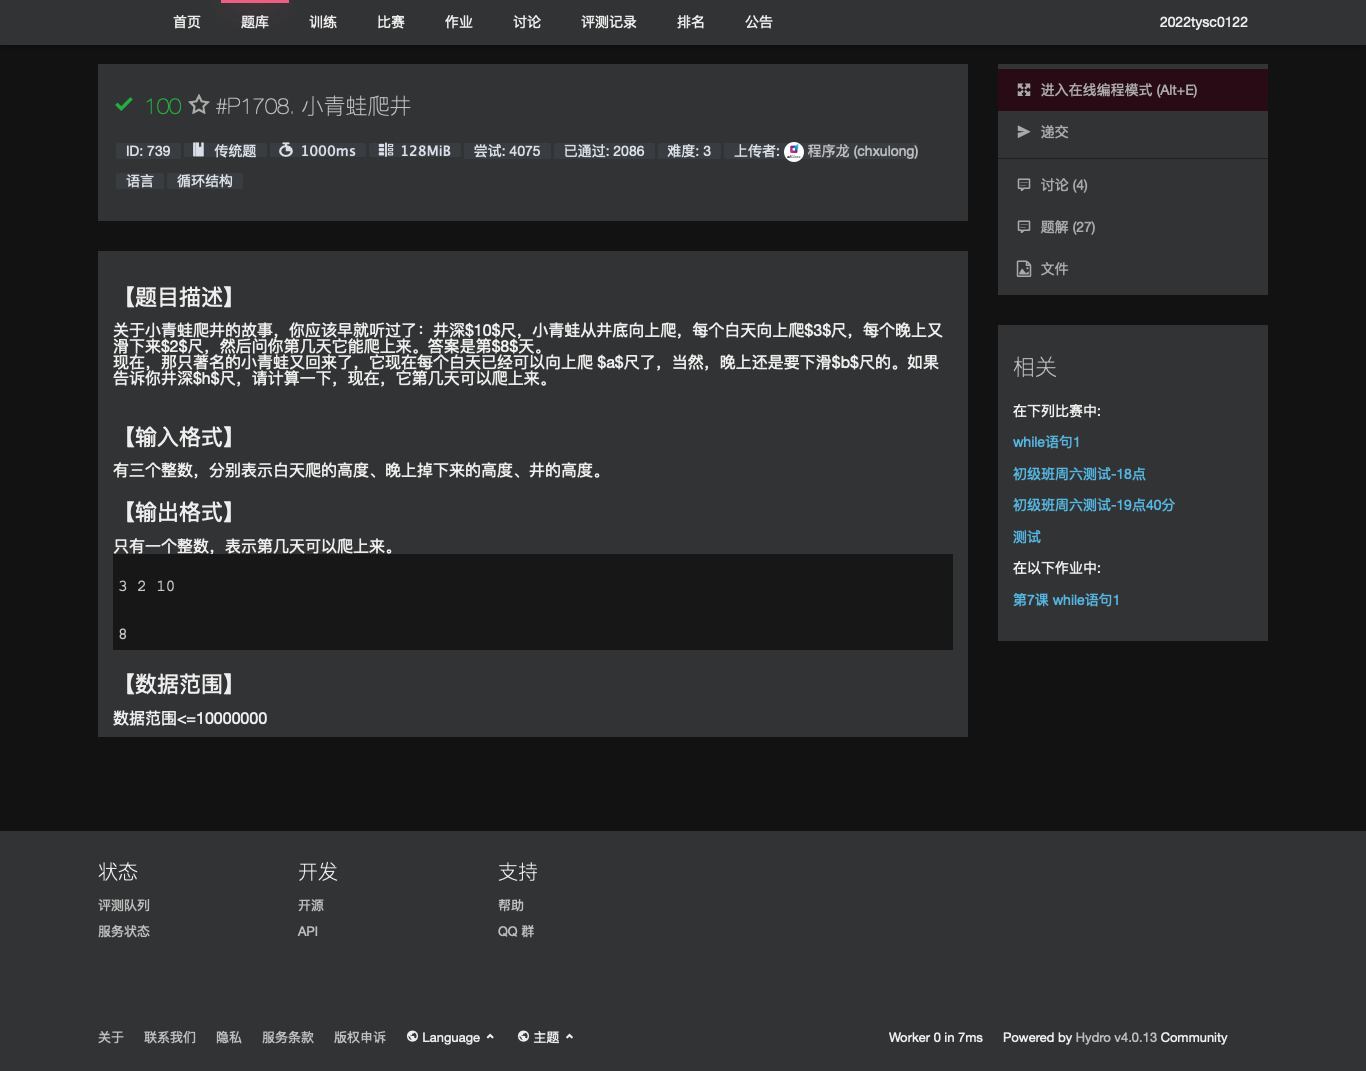 首页 题库 训练 比赛 作业 讨论 评测记录 排名 公告 2022tysc0122
100 #P1708. 小青蛙爬井
ID: 739 传统题 1000ms 128MiB 尝试: 4075 已通过: 2086 难度: 3 上传者: 程序龙 (chxulong)
语言 循环结构
【题目描述】
关于小青蛙爬井的故事，你应该早就听过了：井深$10$尺，小青蛙从井底向上爬，每个白天向上爬$3$尺，每个晚上又
滑下来$2$尺，然后问你第几天它能爬上来。答案是第$8$天。
现在，那只著名的小青蛙又回来了，它现在每个白天已经可以向上爬 $a$尺了，当然，晚上还是要下滑$b$尺的。如果
告诉你井深$h$尺，请计算一下，现在，它第几天可以爬上来。
【输入格式】
有三个整数，分别表示白天爬的高度、晚上掉下来的高度、井的高度。
【输出格式】
只有一个整数，表示第几天可以爬上来。
3 2 10
8
【数据范围】
数据范围<=10000000
进入在线编程模式 (Alt+E)
递交
讨论 (4)
题解 (27)
文件
相关
在下列比赛中:
while语句1
初级班周六测试-18点
初级班周六测试-19点40分
测试
在以下作业中:
第7课 while语句1
状态 开发 支持
评测队列 开源 帮助
服务状态 API QQ 群
关于 联系我们 隐私 服务条款 版权申诉 Language 主题 Worker 0 in 7ms Powered by Hydro v4.0.13 Community